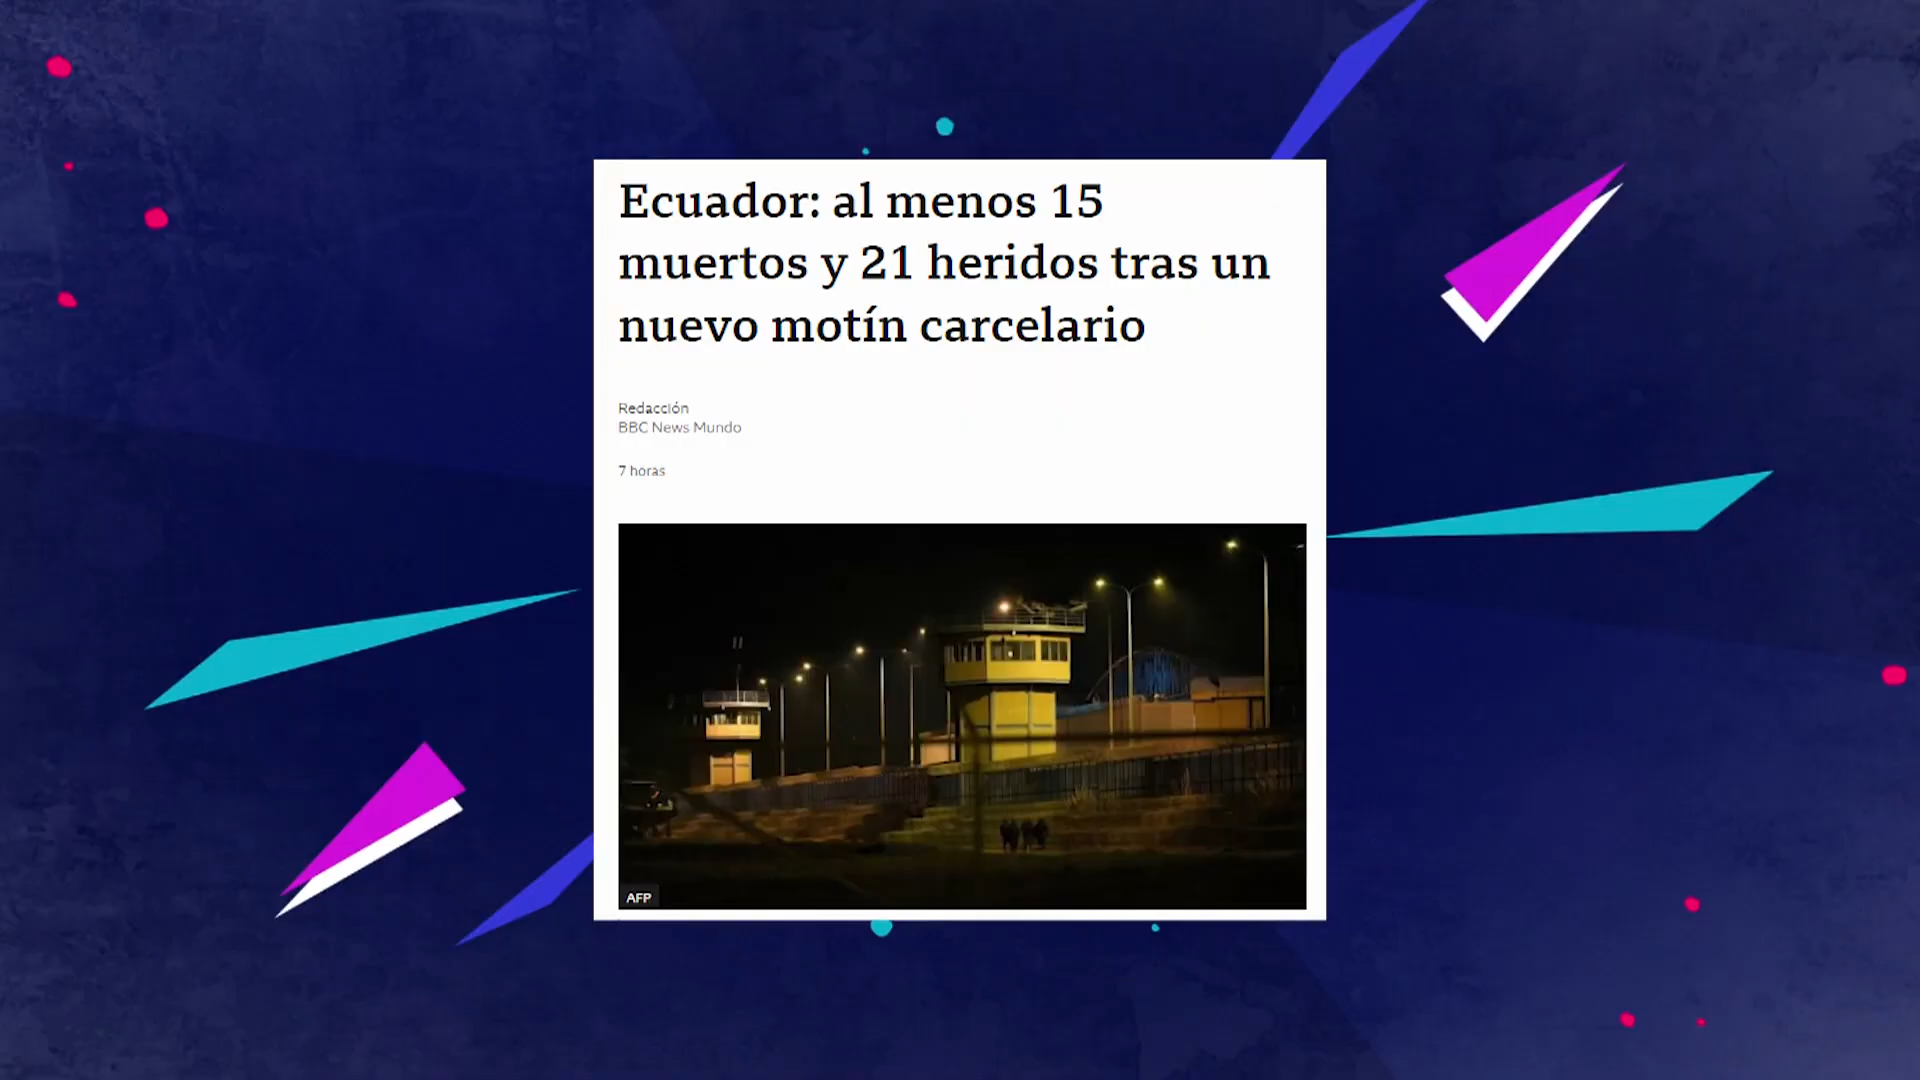 Ecuador: al menos 15
muertos y 21 heridos tras un
nuevo motín carcelario
Redacción
BBC News Mundo
7 horas
AFP